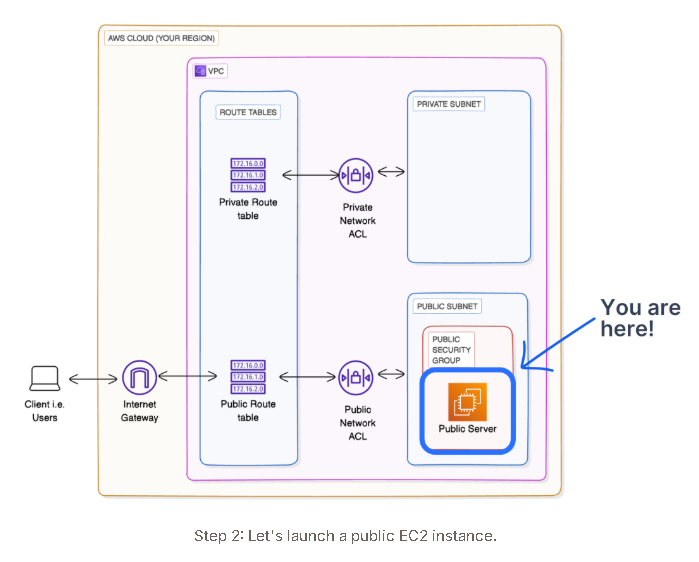 AWS CLOUD (YOUR REGION)
VPC
ROUTE TABLES
PRIVATE SUBNET
172.16.0.0
172.16.1.0
172.16.2.0
Private Route
table
Private
Network
ACL
PUBLIC SUBNET
You are
here!
PUBLIC
SECURITY
GROUP
Client i.e.
Users
Internet
Gateway
172.16.0.0
172.16.1.0
172.16.2.0
Public Route
table
Public
Network
ACL
Public Server
Step 2: Let's launch a public EC2 instance.